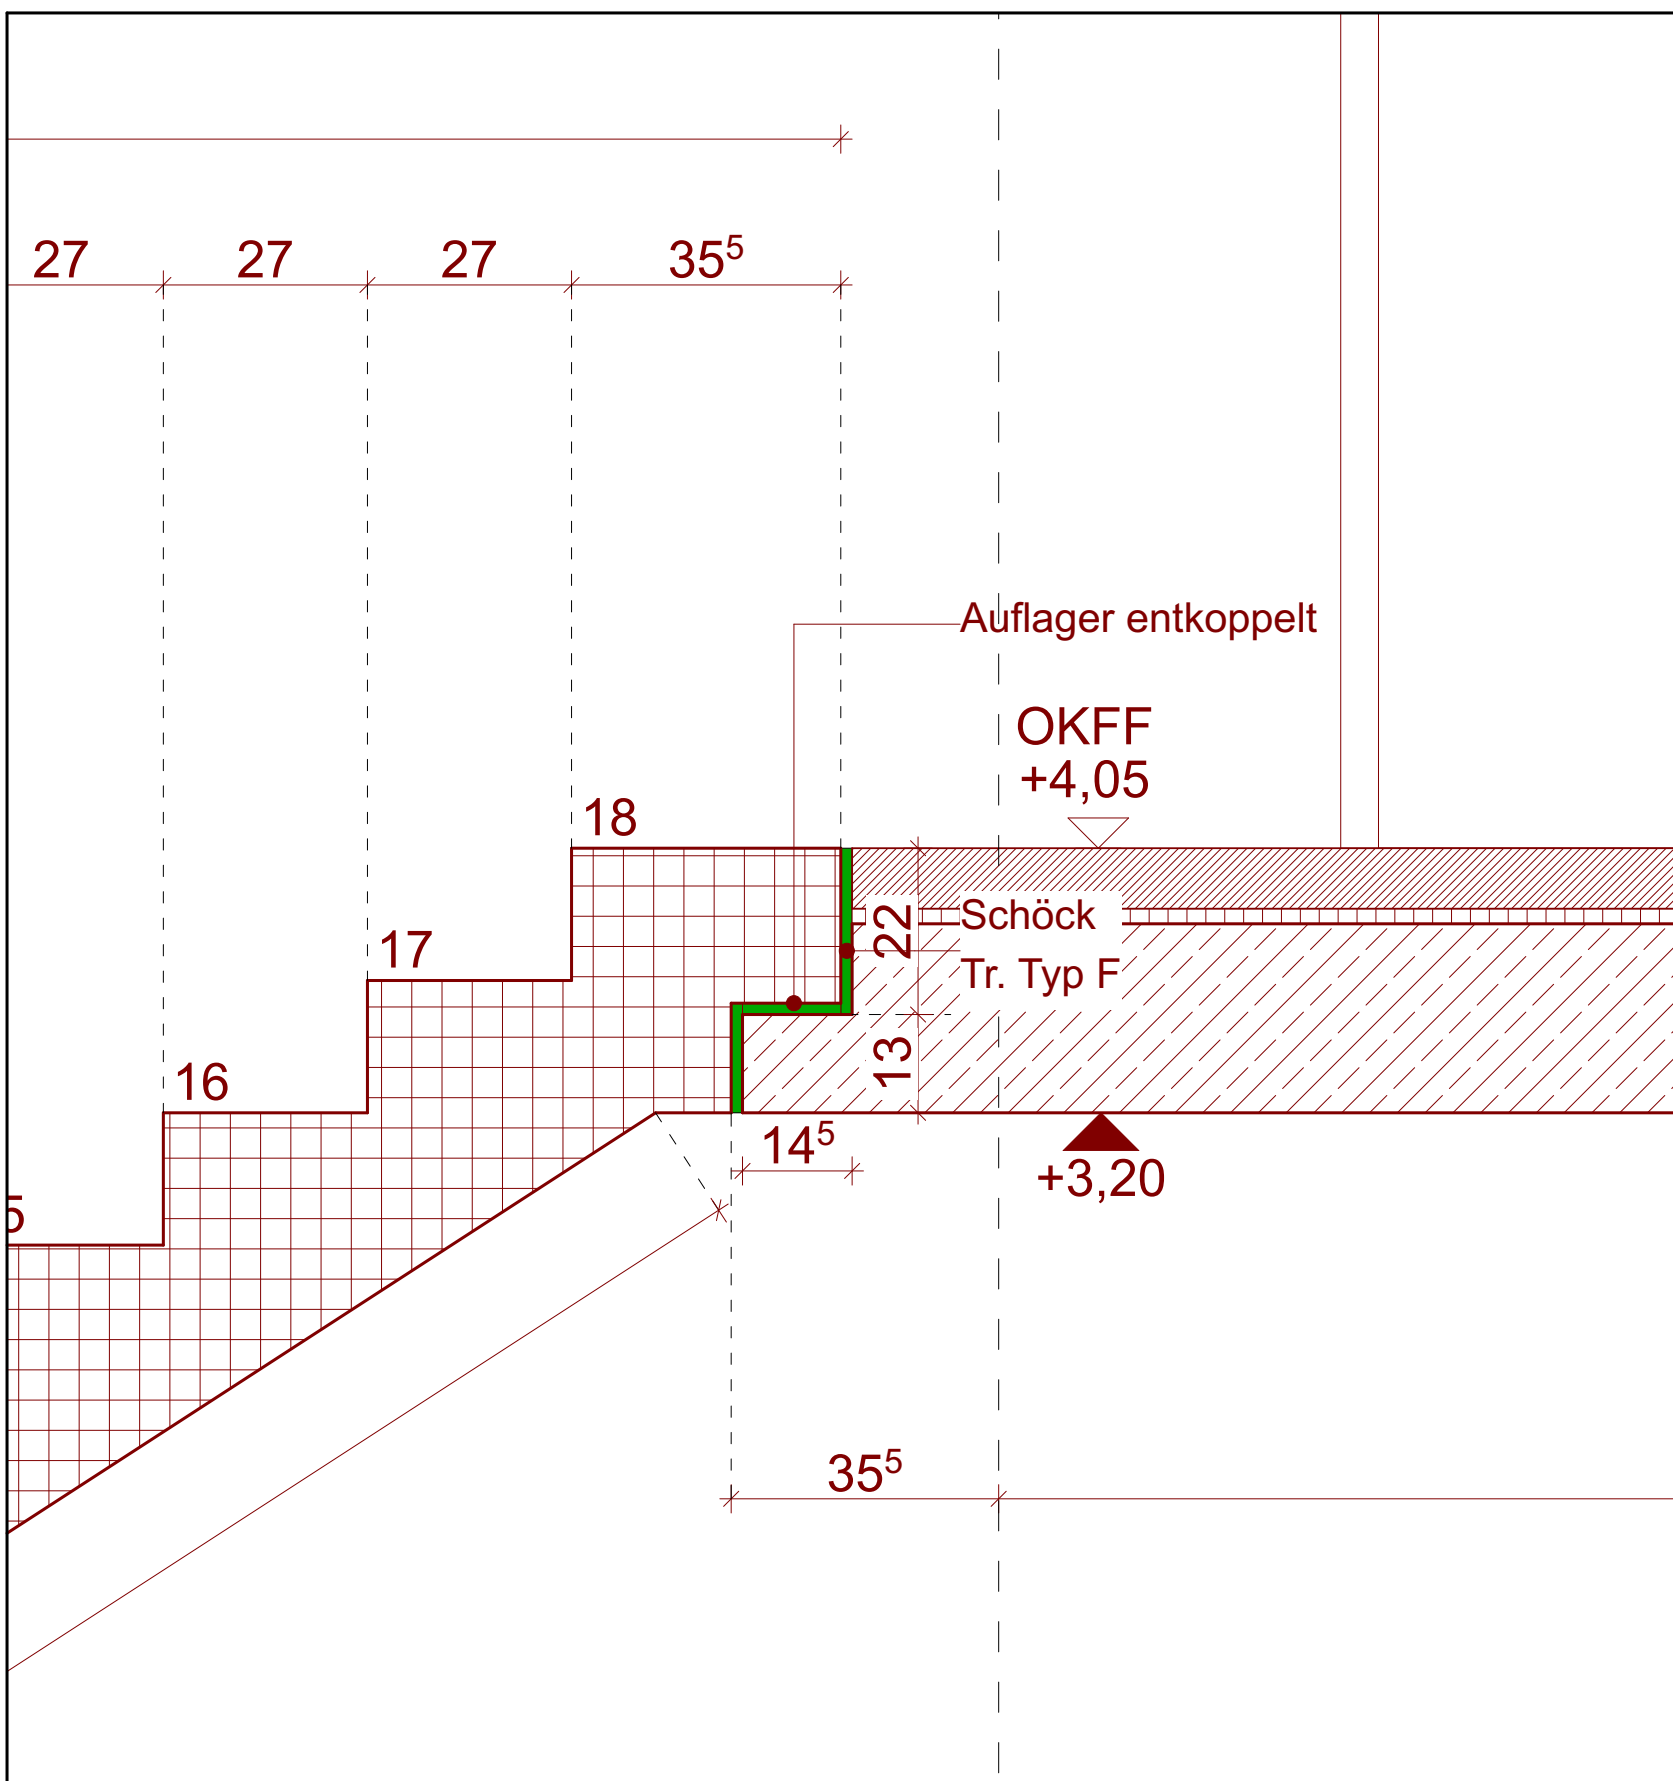 27 27 27 35⁵
Auflager entkoppelt
OKFF
+4,05
18
22
Schöck
17
Tr. Typ F
13
16
14⁵
+3,20
5
35⁵